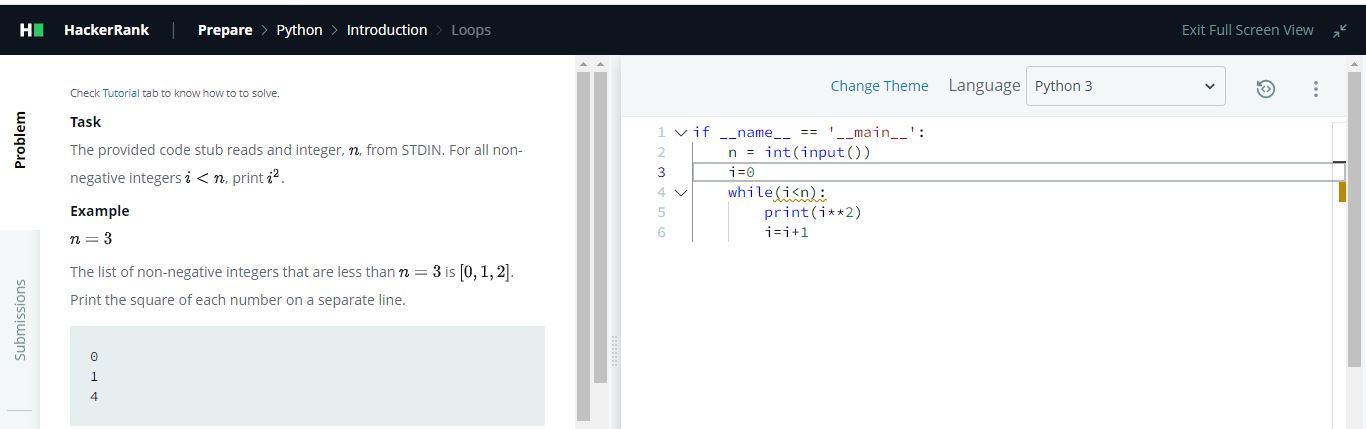 H HackerRank | Prepare > Python > Introduction > Loops Exit Full Screen View
Problem
Submissions
Check Tutorial tab to know how to to solve.
Task
The provided code stub reads and integer, n, from STDIN. For all non-
negative integers i < n, print i².
Example
n = 3
The list of non-negative integers that are less than n = 3 is [0, 1, 2].
Print the square of each number on a separate line.
0
1
4
Change Theme Language Python 3
1 if __name__ == '__main__':
2 n = int(input())
3 i=0
4 while(i<n):
5 print(i**2)
6 i=i+1